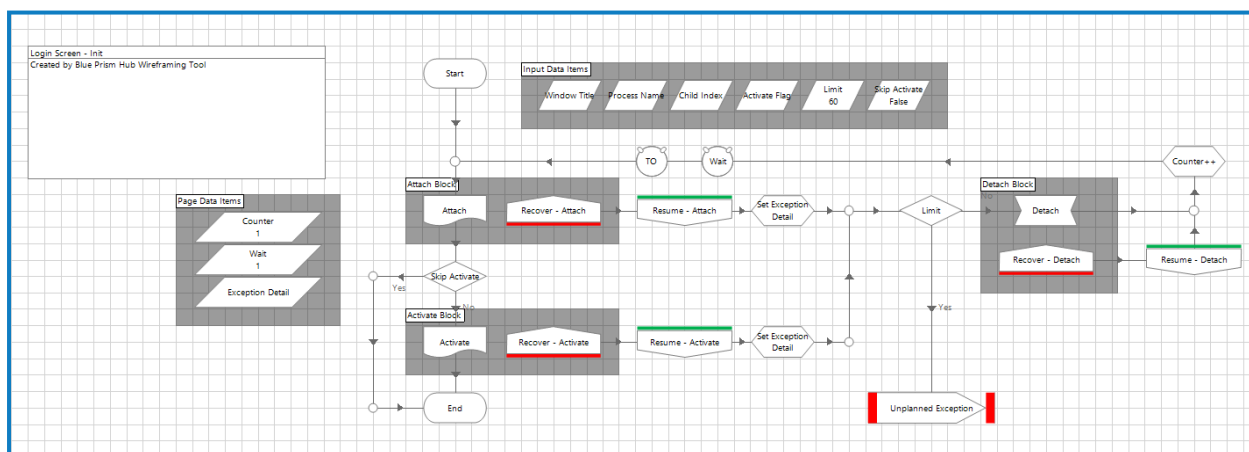 Login Screen - Init
Created by Blue Prism Hub Wireframing Tool
Start
Input Data Items
Window Title
Process Name
Child Index
Activate Flag
Limit
60
Skip Activate
False
TO
Wait
Counter++
Page Data Items
Counter
1
Wait
1
Exception Detail
Attach Block
Attach
Recover - Attach
Resume - Attach
Set Exception
Detail
Limit
No
Detach Block
Detach
Recover - Detach
Resume - Detach
Skip Activate
Yes
No
Yes
Activate Block
Activate
Recover - Activate
Resume - Activate
Set Exception
Detail
End
Unplanned Exception